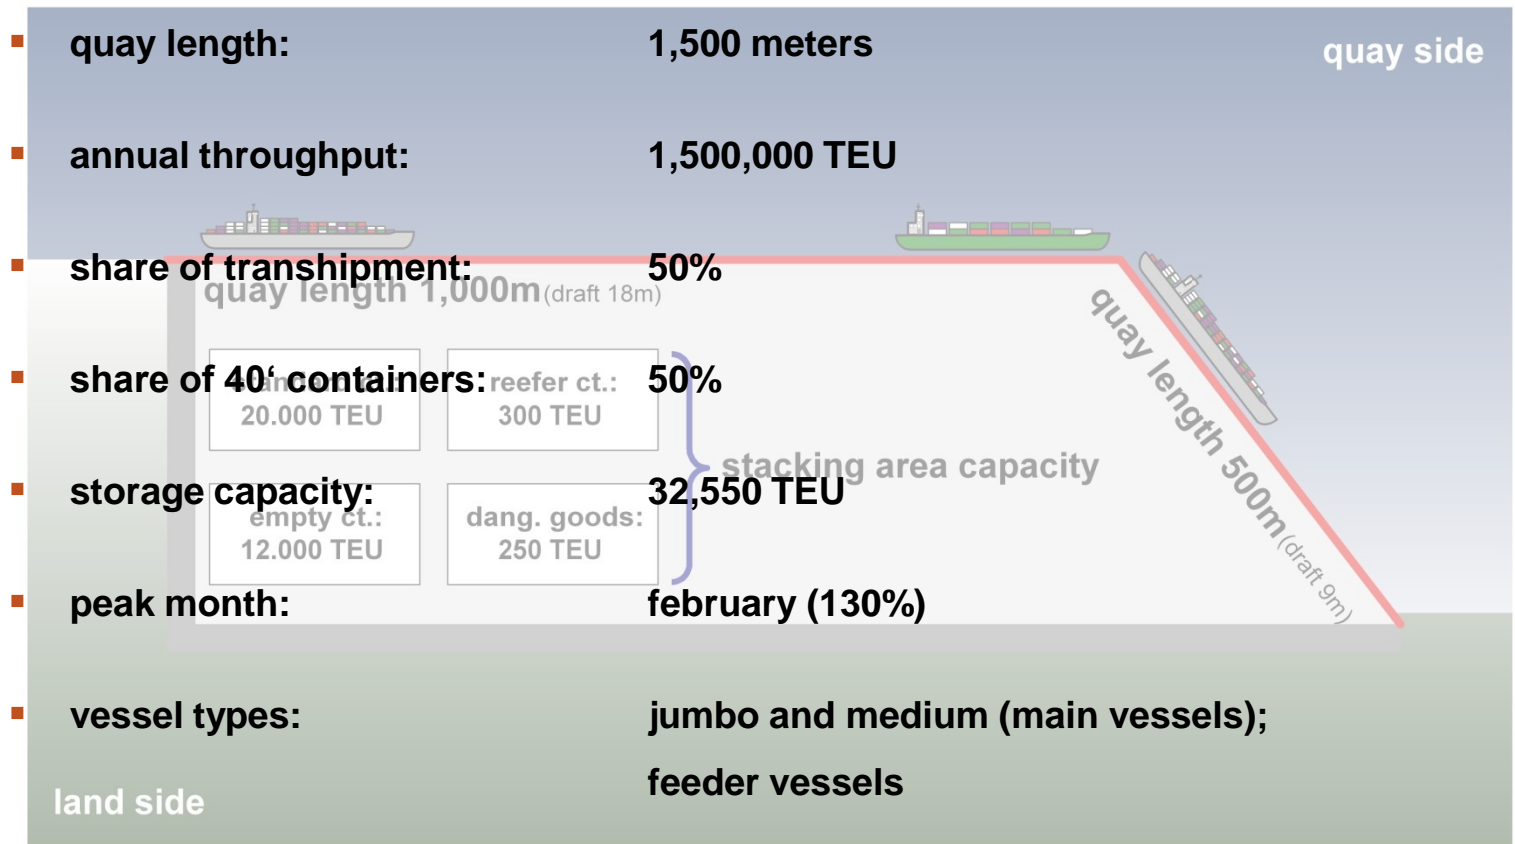 quay length: 1,500 meters
quay side
annual throughput: 1,500,000 TEU
share of transhipment: 50%
quay length 1,000m (draft 18m)
share of 40‘ containers: 50%
standard ct.:
20.000 TEU
reefer ct.:
300 TEU
quay length 500m (draft 9m)
stacking area capacity
storage capacity: 32,550 TEU
empty ct.:
12.000 TEU
dang. goods:
250 TEU
peak month: february (130%)
vessel types: jumbo and medium (main vessels);
feeder vessels
land side